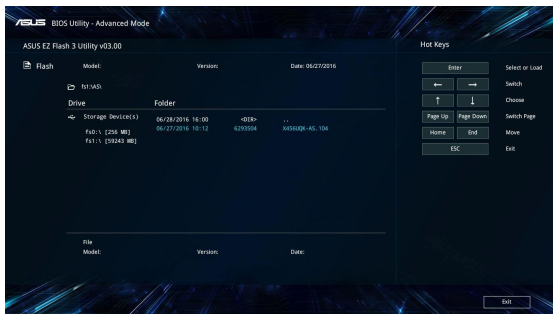 ASUS BIOS Utility - Advanced Mode
ASUS EZ Flash 3 Utility v03.00
Hot Keys
Flash Model: Version: Date: 06/27/2016
fs1:\AS\
Drive Folder
Storage Device(s)
fs0:\ [256 MB]
fs1:\ [59243 MB]
06/28/2016 16:00 <DIR> ..
06/27/2016 10:12 6293504 X456UQK-AS.104
File
Model: Version: Date:
Enter Select or Load
← → Switch
↑ ↓ Choose
Page Up Page Down Switch Page
Home End Move
ESC Exit
Exit